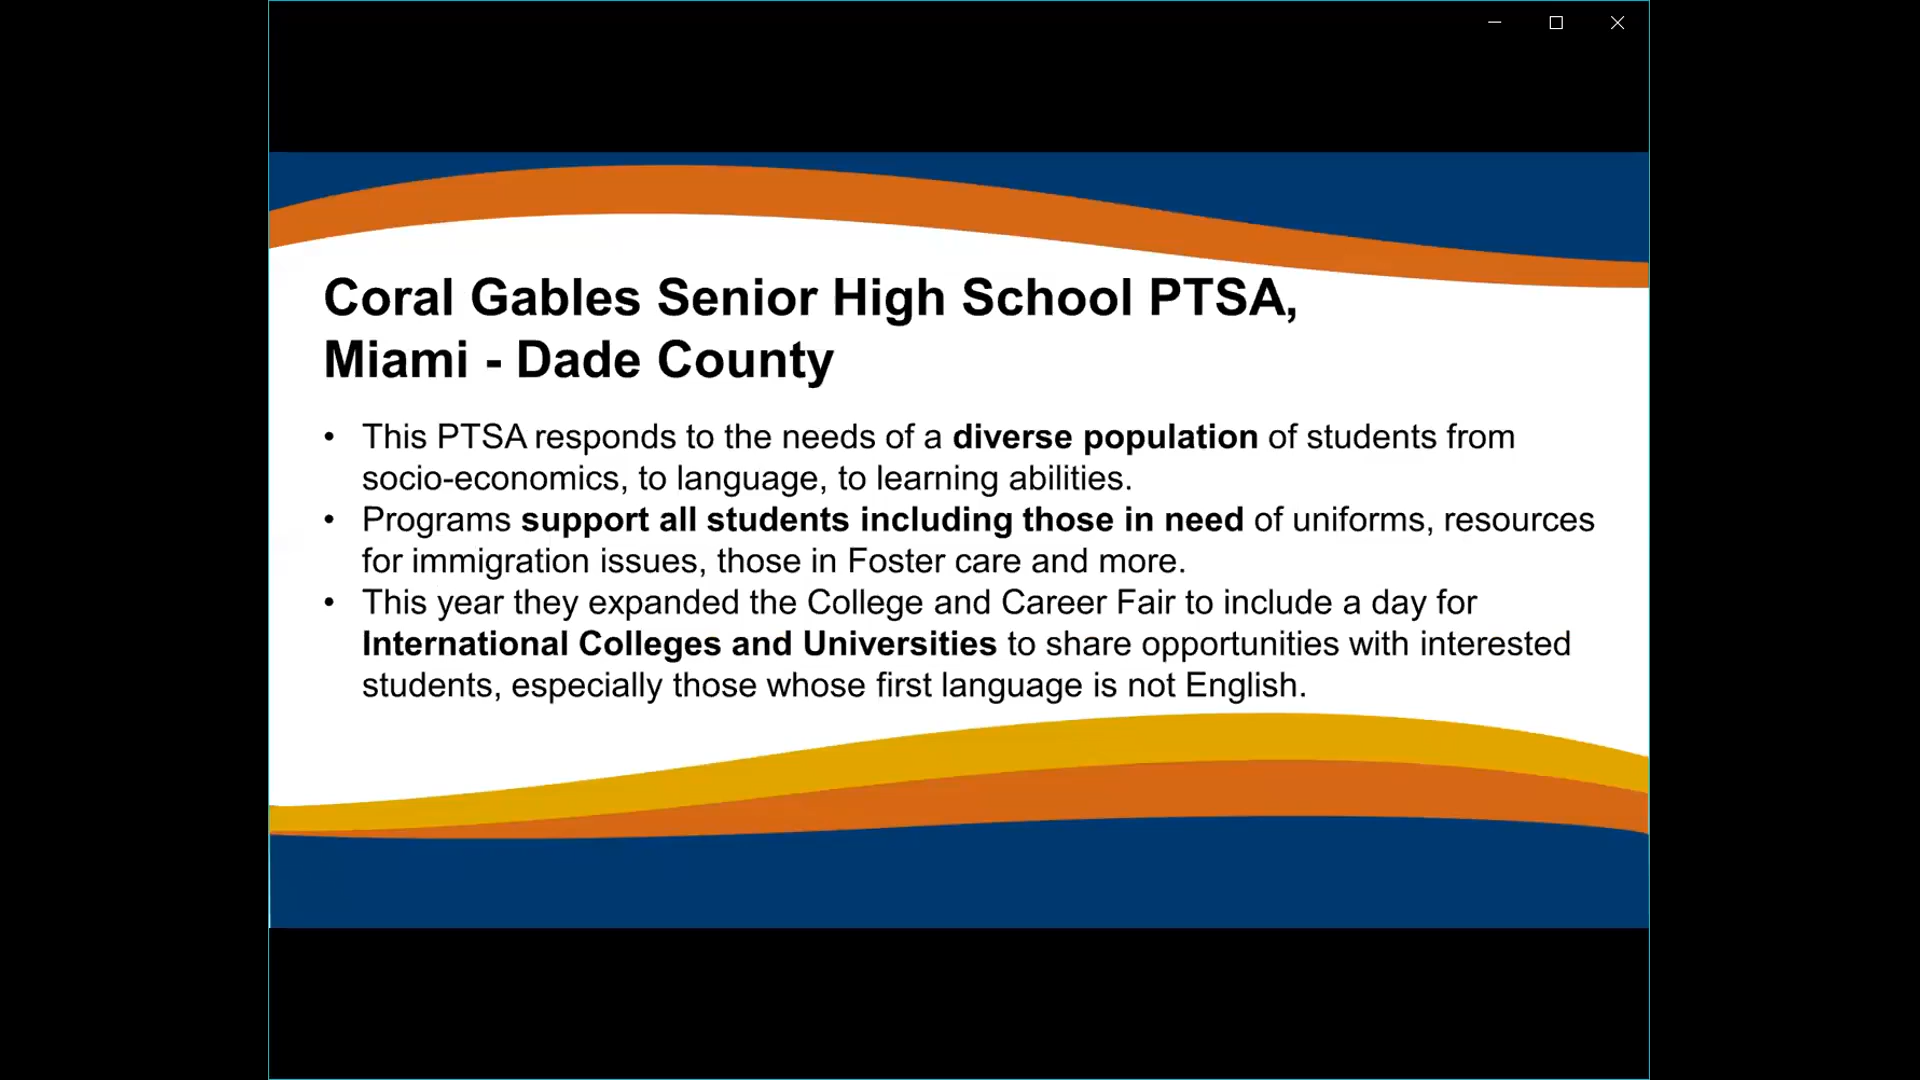 Coral Gables Senior High School PTSA,
Miami - Dade County
• This PTSA responds to the needs of a diverse population of students from
socio-economics, to language, to learning abilities.
• Programs support all students including those in need of uniforms, resources
for immigration issues, those in Foster care and more.
• This year they expanded the College and Career Fair to include a day for
International Colleges and Universities to share opportunities with interested
students, especially those whose first language is not English.